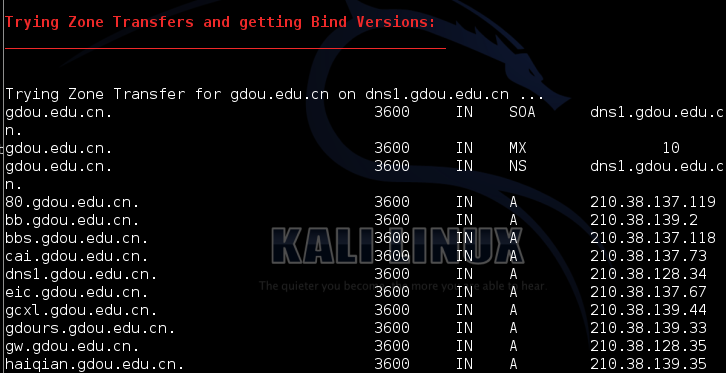 Trying Zone Transfers and getting Bind Versions:
Trying Zone Transfer for gdou.edu.cn on dns1.gdou.edu.cn ...
gdou.edu.cn. 3600 IN SOA dns1.gdou.edu.c
n.
gdou.edu.cn. 3600 IN MX 10
gdou.edu.cn. 3600 IN NS dns1.gdou.edu.c
n.
80.gdou.edu.cn. 3600 IN A 210.38.137.119
bb.gdou.edu.cn. 3600 IN A 210.38.139.2
bbs.gdou.edu.cn. 3600 IN A 210.38.137.118
cai.gdou.edu.cn. 3600 IN A 210.38.137.73
dns1.gdou.edu.cn. 3600 IN A 210.38.128.34
eic.gdou.edu.cn. 3600 IN A 210.38.137.67
gcxl.gdou.edu.cn. 3600 IN A 210.38.139.44
gdours.gdou.edu.cn. 3600 IN A 210.38.139.33
gw.gdou.edu.cn. 3600 IN A 210.38.128.35
haiqian.gdou.edu.cn. 3600 IN A 210.38.139.35
KALI LINUX
The quieter you become, the more you are able to hear.